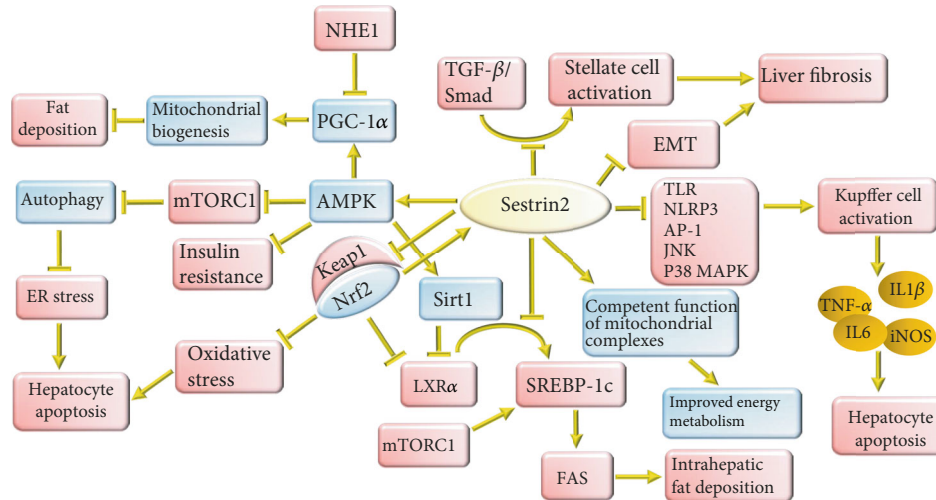 NHE1
TGF-β/
Smad
Stellate cell
activation
Liver fibrosis
Fat
deposition
Mitochondrial
biogenesis
PGC-1α
EMT
Autophagy
mTORC1
AMPK
Sestrin2
TLR
NLRP3
AP-1
JNK
P38 MAPK
Kupffer cell
activation
Insulin
resistance
Keap1
Nrf2
ER stress
Sirt1
Competent function
of mitochondrial
complexes
IL1β
TNF-α
IL6
iNOS
Oxidative
stress
Hepatocyte
apoptosis
LXRα
SREBP-1c
Improved energy
metabolism
Hepatocyte
apoptosis
mTORC1
FAS
Intrahepatic
fat deposition